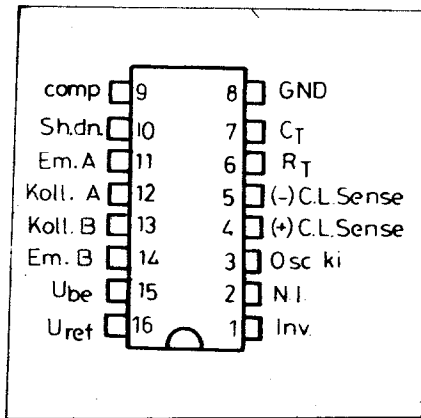 comp 9 8 GND
Sh.dn. 10 7 CT
Em. A 11 6 RT
Koll. A 12 5 (-) C.L.Sense
Koll. B 13 4 (+) C.L.Sense
Em. B 14 3 Osc ki
Ube 15 2 N.I.
Uref 16 1 Inv.